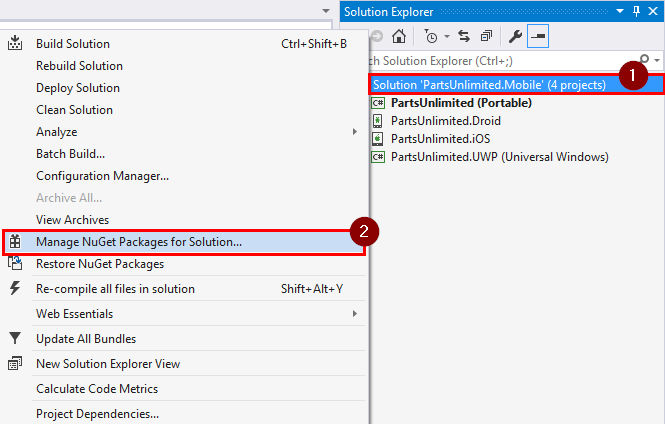 Build Solution Ctrl+Shift+B
Rebuild Solution
Deploy Solution
Clean Solution
Analyze
Batch Build...
Configuration Manager...
Archive All...
View Archives
Manage NuGet Packages for Solution...
2
Restore NuGet Packages
Re-compile all files in solution Shift+Alt+Y
Web Essentials
Update All Bundles
New Solution Explorer View
Calculate Code Metrics
Project Dependencies...
Solution Explorer
Solution Explorer (Ctrl+;)
1
Solution 'PartsUnlimited.Mobile' (4 projects)
C# PartsUnlimited (Portable)
PartsUnlimited.Droid
PartsUnlimited.iOS
C# PartsUnlimited.UWP (Universal Windows)